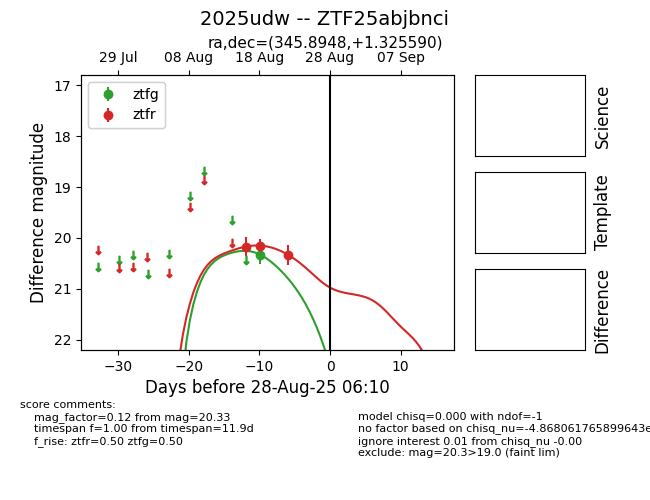 2025udw -- ZTF25abjbnci
ra,dec=(345.8948,+1.325590)
29 Jul 08 Aug 18 Aug 28 Aug 07 Sep
ztfg
ztfr
17
18
19
20
21
22
Difference magnitude
−30 −20 −10 0 10
Days before 28-Aug-25 06:10
Science
Template
Difference
score comments:
mag_factor=0.12 from mag=20.33
timespan f=1.00 from timespan=11.9d
f_rise: ztfr=0.50 ztfg=0.50
model chisq=0.000 with ndof=-1
no factor based on chisq_nu=-4.868061765899643e
ignore interest 0.01 from chisq_nu -0.00
exclude: mag=20.3>19.0 (faint lim)